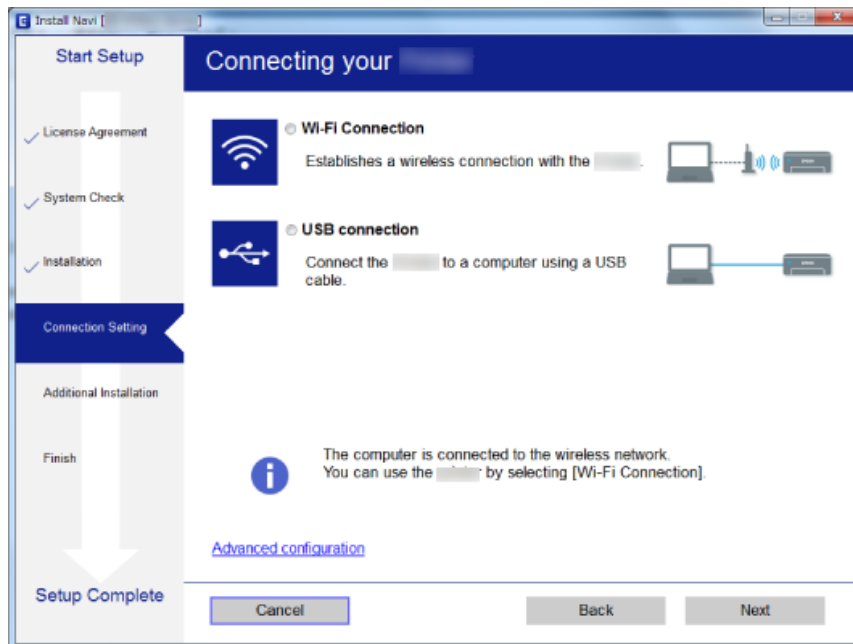 E Install Navi [ ]
Start Setup
License Agreement
System Check
Installation
Connection Setting
Additional Installation
Finish
Setup Complete
Connecting your
Wi-Fi Connection
Establishes a wireless connection with the .
USB connection
Connect the to a computer using a USB
cable.
The computer is connected to the wireless network.
You can use the by selecting [Wi-Fi Connection].
Advanced configuration
Cancel
Back
Next